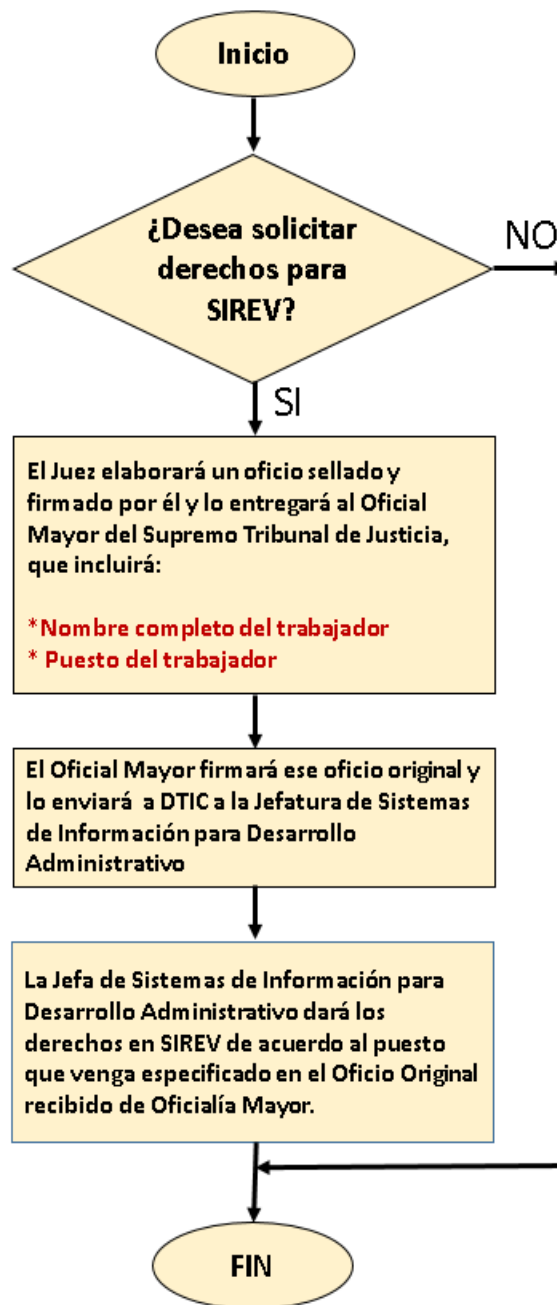 Inicio
¿Desea solicitar
derechos para
SIREV?
NO
SI
El Juez elaborará un oficio sellado y
firmado por él y lo entregará al Oficial
Mayor del Supremo Tribunal de Justicia,
que incluirá:
*Nombre completo del trabajador
* Puesto del trabajador
El Oficial Mayor firmará ese oficio original y
lo enviará a DTIC a la Jefatura de Sistemas
de Información para Desarrollo
Administrativo
La Jefa de Sistemas de Información para
Desarrollo Administrativo dará los
derechos en SIREV de acuerdo al puesto
que venga especificado en el Oficio Original
recibido de Oficialía Mayor.
FIN